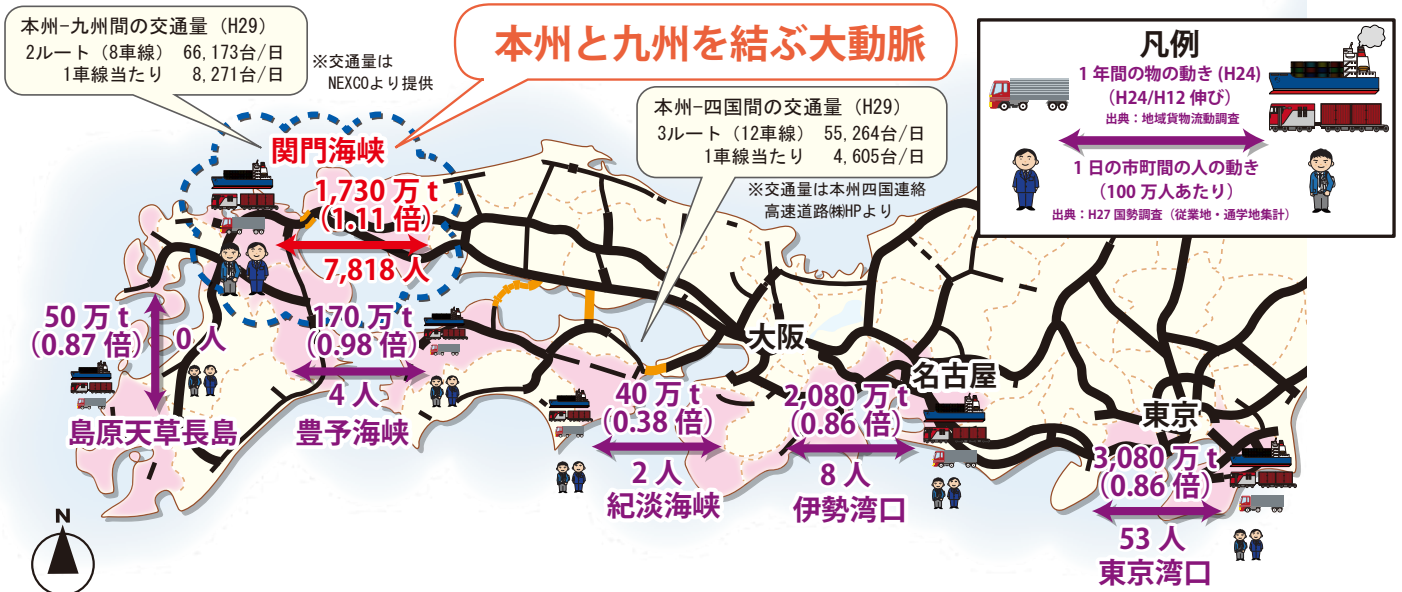 本州-九州間の交通量（H29）
2ルート（8車線） 66,173台/日
1車線当たり 8,271台/日
※交通量は
NEXCOより提供
本州と九州を結ぶ大動脈
凡例
1年間の物の動き(H24)
（H24/H12 伸び）
出典：地域貨物流動調査
1日の市町間の人の動き
（100万人あたり）
出典：H27 国勢調査（従業地・通学地集計）
本州-四国間の交通量（H29）
3ルート（12車線） 55,264台/日
1車線当たり 4,605台/日
※交通量は本州四国連絡
高速道路㈱HPより
関門海峡
1,730万t
（1.11倍）
7,818人
50万t
（0.87倍）
0人
島原天草長島
170万t
（0.98倍）
4人
豊予海峡
大阪
40万t
（0.38倍）
2人
紀淡海峡
名古屋
2,080万t
（0.86倍）
8人
伊勢湾口
東京
3,080万t
（0.86倍）
53人
東京湾口
N